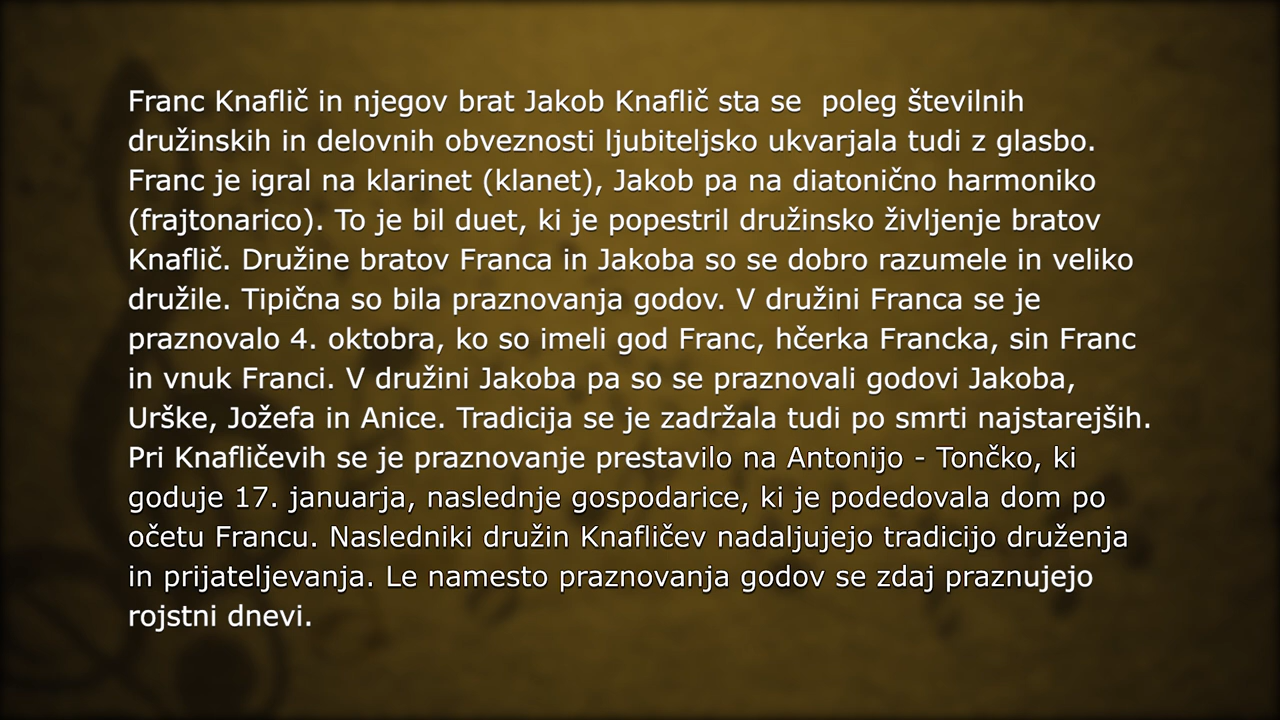 Franc Knaflič in njegov brat Jakob Knaflič sta se  poleg številnih
družinskih in delovnih obveznosti ljubiteljsko ukvarjala tudi z glasbo.
Franc je igral na klarinet (klanet), Jakob pa na diatonično harmoniko
(frajtonarico). To je bil duet, ki je popestril družinsko življenje bratov
Knaflič. Družine bratov Franca in Jakoba so se dobro razumele in veliko
družile. Tipična so bila praznovanja godov. V družini Franca se je
praznovalo 4. oktobra, ko so imeli god Franc, hčerka Francka, sin Franc
in vnuk Franci. V družini Jakoba pa so se praznovali godovi Jakoba,
Urške, Jožefa in Anice. Tradicija se je zadržala tudi po smrti najstarejših.
Pri Knafličevih se je praznovanje prestavilo na Antonijo - Tončko, ki
goduje 17. januarja, naslednje gospodarice, ki je podedovala dom po
očetu Francu. Nasledniki družin Knafličev nadaljujejo tradicijo druženja
in prijateljevanja. Le namesto praznovanja godov se zdaj praznujejo
rojstni dnevi.